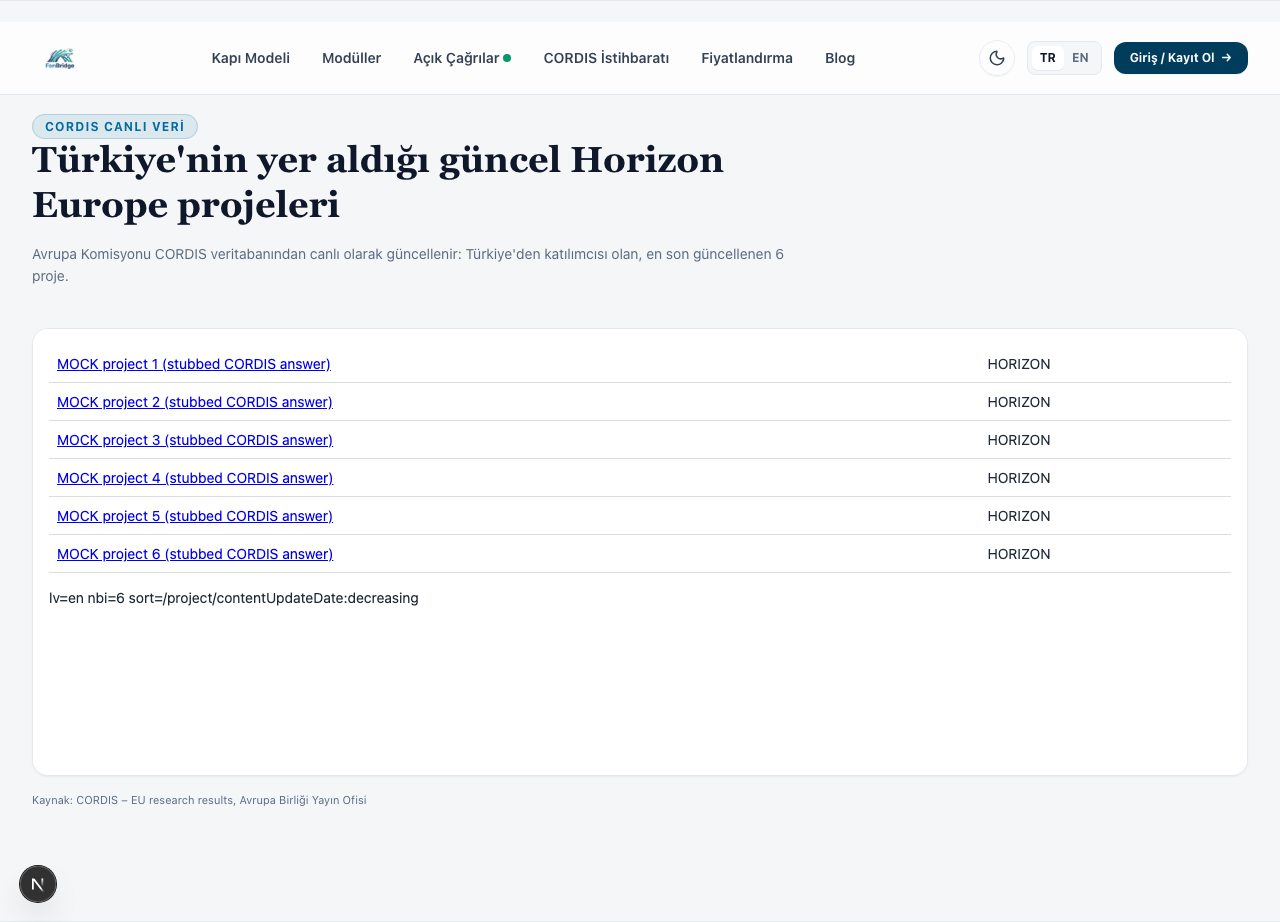 FonBridge
Kapı Modeli
Modüller
Açık Çağrılar
CORDIS İstihbaratı
Fiyatlandırma
Blog
TR
EN
Giriş / Kayıt Ol →
CORDIS CANLI VERİ
Türkiye'nin yer aldığı güncel Horizon
Europe projeleri
Avrupa Komisyonu CORDIS veritabanından canlı olarak güncellenir: Türkiye'den katılımcısı olan, en son güncellenen 6
proje.
MOCK project 1 (stubbed CORDIS answer) HORIZON
MOCK project 2 (stubbed CORDIS answer) HORIZON
MOCK project 3 (stubbed CORDIS answer) HORIZON
MOCK project 4 (stubbed CORDIS answer) HORIZON
MOCK project 5 (stubbed CORDIS answer) HORIZON
MOCK project 6 (stubbed CORDIS answer) HORIZON
lv=en nbi=6 sort=/project/contentUpdateDate:decreasing
Kaynak: CORDIS – EU research results, Avrupa Birliği Yayın Ofisi
N